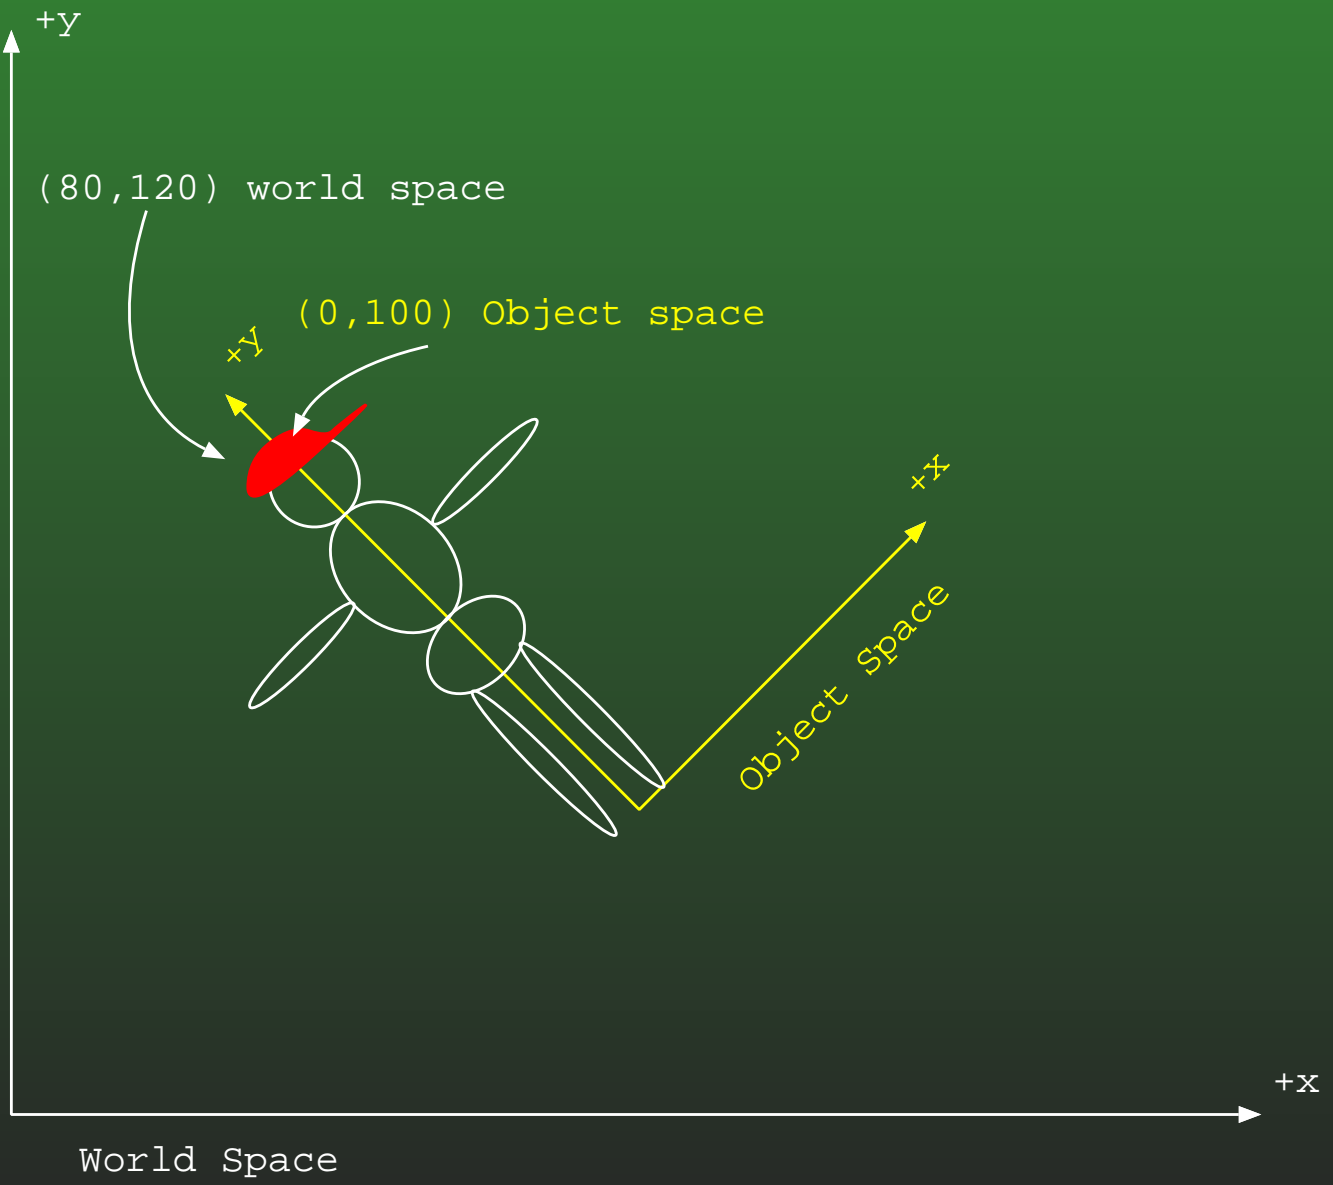 +y
(80,120) world space
(0,100) Object space
+y
+x
Object Space
+x
World Space